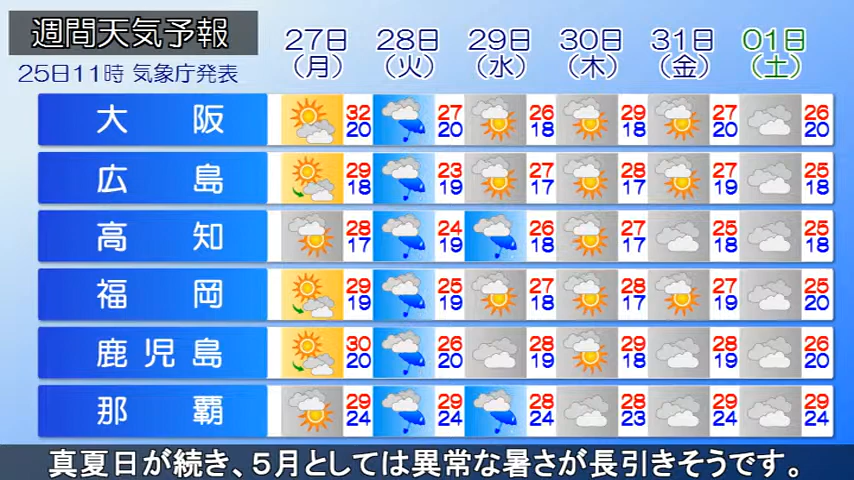 週間天気予報
25日11時 気象庁発表
27日 28日 29日 30日 31日 01日
(月) (火) (水) (木) (金) (土)
大阪 32 27 26 29 27 26
20 20 18 18 20 20
広島 29 23 27 28 27 25
18 19 17 17 19 18
高知 28 24 26 27 25 25
17 19 18 17 18 18
福岡 29 25 27 28 27 25
19 19 18 17 19 20
鹿児島 30 26 28 29 28 26
20 20 19 18 19 20
那覇 29 29 28 28 29 29
24 24 24 23 24 24
真夏日が続き、5月としては異常な暑さが長引きそうです。